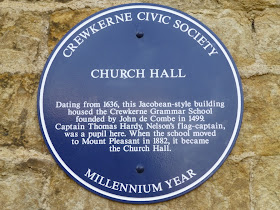 CREWKERNE CIVIC SOCIETY
CHURCH HALL
Dating from 1636, this Jacobean-style building
housed the Crewkerne Grammar School
founded by John de Combe in 1499.
Captain Thomas Hardy, Nelson's flag-captain,
was a pupil here. When the school moved
to Mount Pleasant in 1882, it became
the Church Hall.
MILLENNIUM YEAR